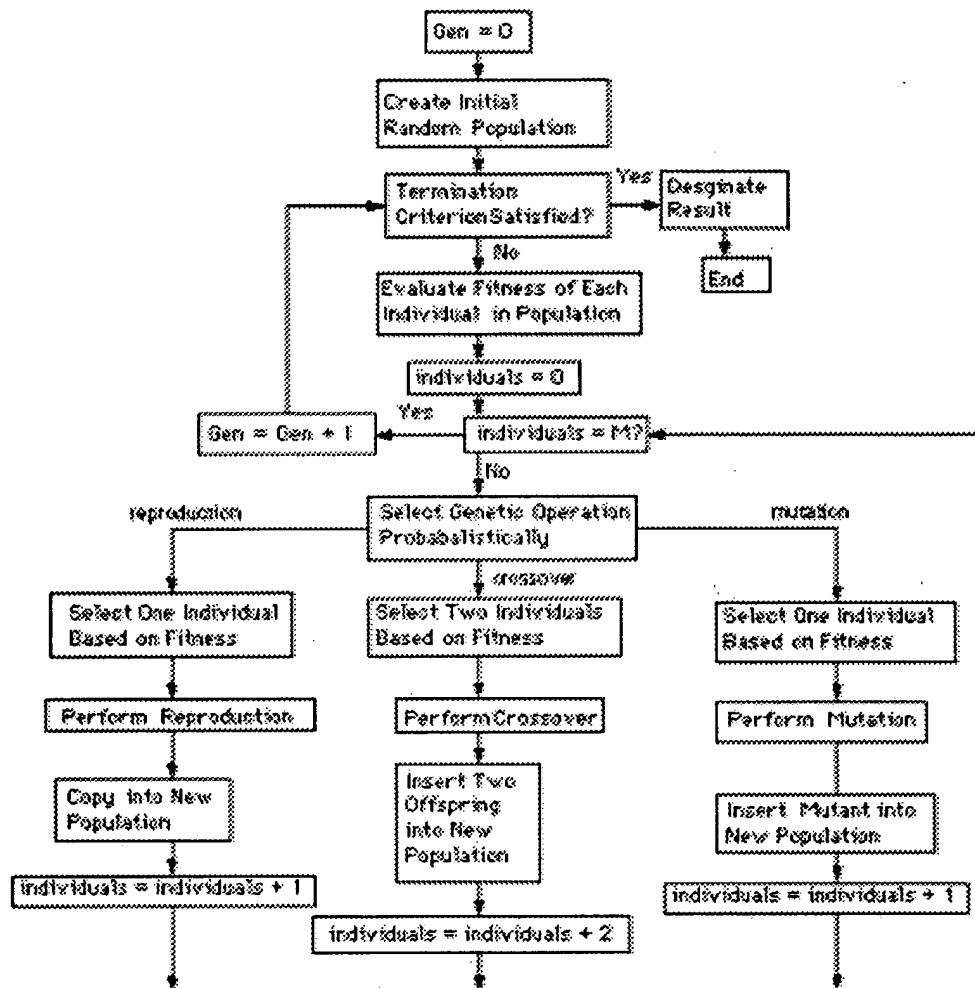 Gen = 0
Create Initial
Random Population
Termination
Criterion Satisfied?
Yes
Desginate
Result
End
No
Evaluate Fitness of Each
Individual in Population
individuals = 0
Yes
Gen = Gen + 1
individuals = M?
No
reproduction
Select Genetic Operation
Probabalistically
mutation
crossover
Select One Individual
Based on Fitness
Select Two Individuals
Based on Fitness
Select One Individual
Based on Fitness
Perform Reproduction
Perform Crossover
Perform Mutation
Copy into New
Population
Insert Two
Offspring
into New
Population
Insert Mutant into
New Population
individuals = individuals + 1
individuals = individuals + 2
individuals = individuals + 1